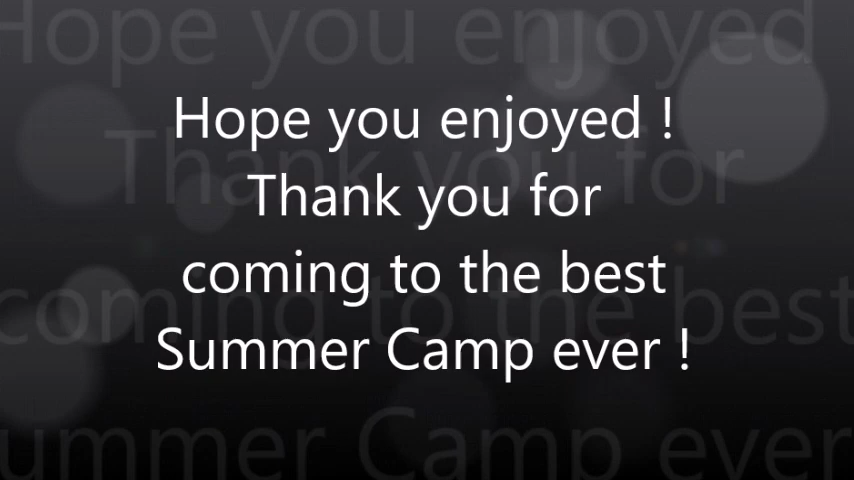 Hope you enjoyed !
Thank you for
coming to the best
Summer Camp ever !